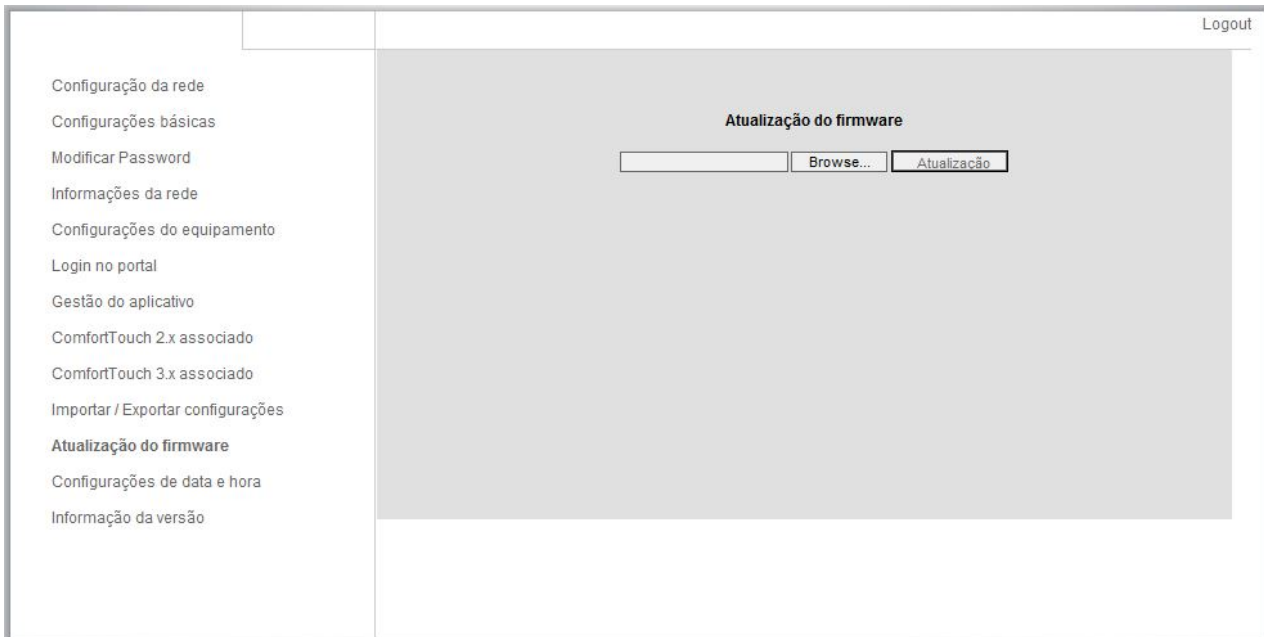 Logout
Configuração da rede
Configurações básicas
Modificar Password
Informações da rede
Configurações do equipamento
Login no portal
Gestão do aplicativo
ComfortTouch 2.x associado
ComfortTouch 3.x associado
Importar / Exportar configurações
Atualização do firmware
Configurações de data e hora
Informação da versão
Atualização do firmware
Browse... Atualização